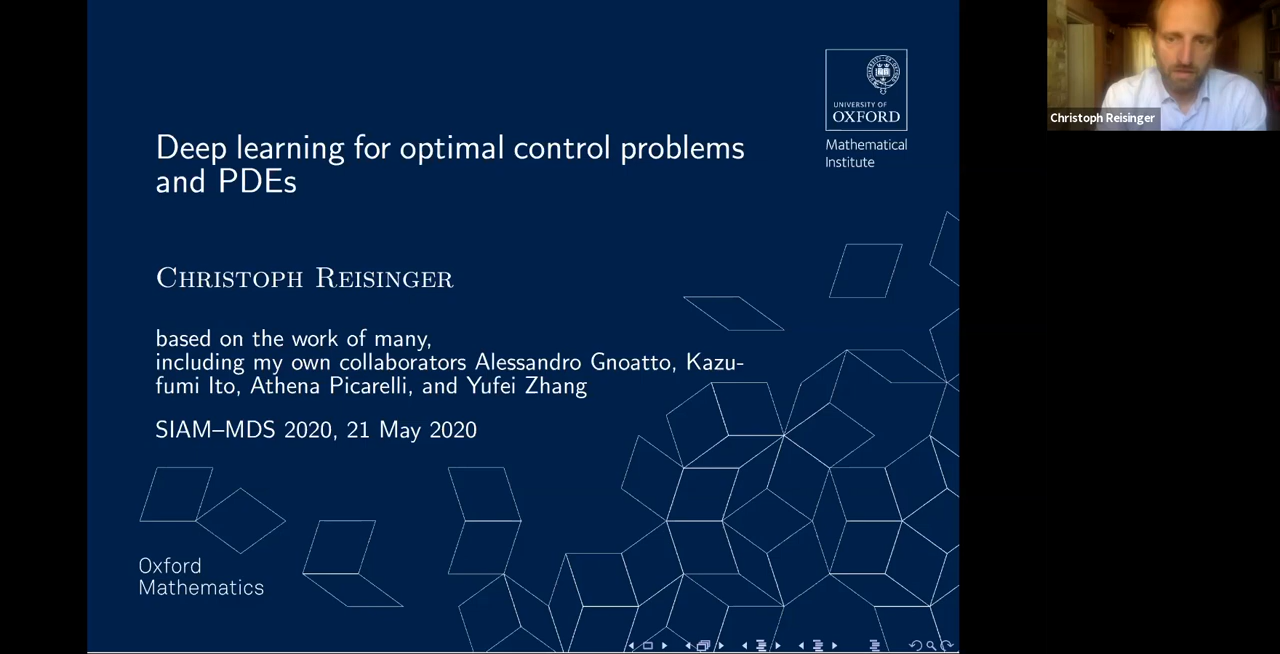 UNIVERSITY OF
OXFORD
Mathematical
Institute
Deep learning for optimal control problems
and PDEs
CHRISTOPH REISINGER
based on the work of many,
including my own collaborators Alessandro Gnoatto, Kazu-
fumi Ito, Athena Picarelli, and Yufei Zhang
SIAM–MDS 2020, 21 May 2020
Oxford
Mathematics
Christoph Reisinger